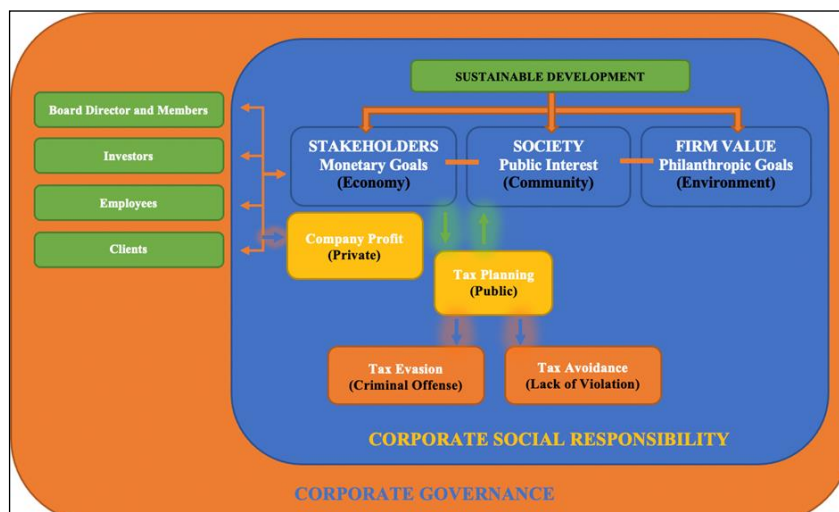 SUSTAINABLE DEVELOPMENT
Board Director and Members
Investors
Employees
Clients
STAKEHOLDERS
Monetary Goals
(Economy)
SOCIETY
Public Interest
(Community)
FIRM VALUE
Philanthropic Goals
(Environment)
Company Profit
(Private)
Tax Planning
(Public)
Tax Evasion
(Criminal Offense)
Tax Avoidance
(Lack of Violation)
CORPORATE SOCIAL RESPONSIBILITY
CORPORATE GOVERNANCE